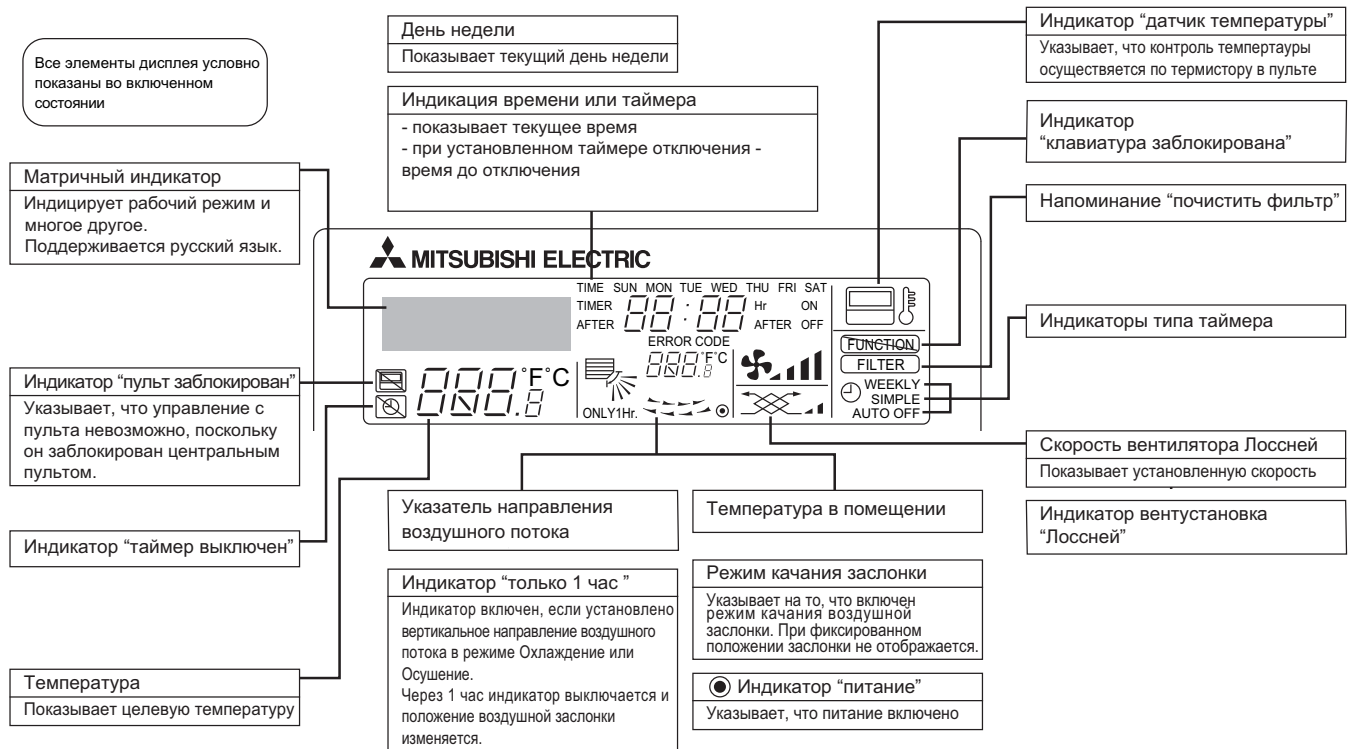 Все элементы дисплея условно
показаны во включенном
состоянии
День недели
Показывает текущий день недели
Индикация времени или таймера
- показывает текущее время
- при установленном таймере отключения -
время до отключения
Индикатор “датчик температуры”
Указывает, что контроль темпертауры
осуществяется по термистору в пульте
Индикатор
“клавиатура заблокирована”
Напоминание “почистить фильтр”
Индикаторы типа таймера
Матричный индикатор
Индицирует рабочий режим и
многое другое.
Поддерживается русский язык.
Индикатор “пульт заблокирован”
Указывает, что управление с
пульта невозможно, поскольку
он заблокирован центральным
пультом.
Индикатор “таймер выключен”
Температура
Показывает целевую температуру
MITSUBISHI ELECTRIC
TIME SUN MON TUE WED THU FRI SAT
TIMER 88:88 Hr ON
AFTER AFTER OFF
ERROR CODE
°F°C
°F°C
ONLY1Hr.
FUNCTION
FILTER
WEEKLY
SIMPLE
AUTO OFF
Скорость вентилятора Лоссней
Показывает установленную скорость
Индикатор вентустановка
“Лоссней”
Указатель направления
воздушного потока
Температура в помещении
Индикатор “только 1 час ”
Индикатор включен, если установлено
вертикальное направление воздушного
потока в режиме Охлаждение или
Осушение.
Через 1 час индикатор выключается и
положение воздушной заслонки
изменяется.
Режим качания заслонки
Указывает на то, что включен
режим качания воздушной
заслонки. При фиксированном
положении заслонки не отображается.
Индикатор “питание”
Указывает, что питание включено